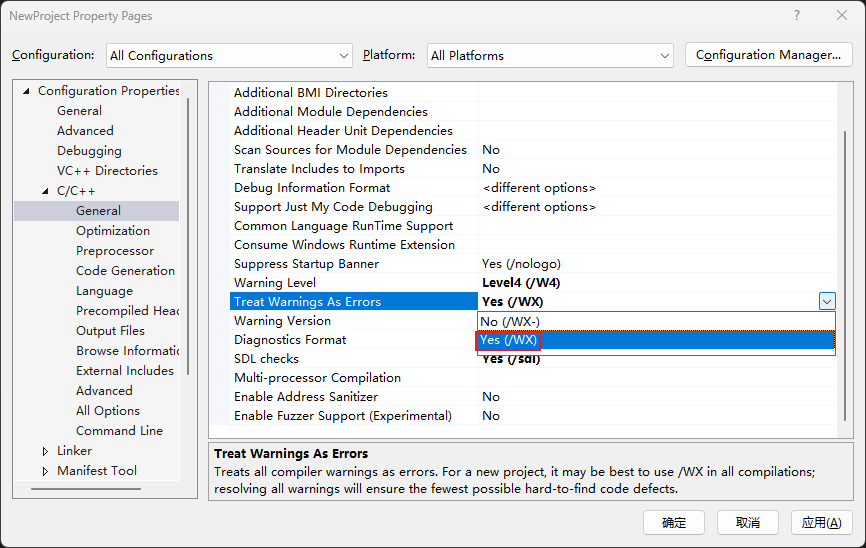 NewProject Property Pages
?
Configuration: All Configurations Platform: All Platforms Configuration Manager...
Configuration Properties
General
Advanced
Debugging
VC++ Directories
C/C++
General
Optimization
Preprocessor
Code Generation
Language
Precompiled Head
Output Files
Browse Informatic
External Includes
Advanced
All Options
Command Line
Linker
Manifest Tool
Additional BMI Directories
Additional Module Dependencies
Additional Header Unit Dependencies
Scan Sources for Module Dependencies No
Translate Includes to Imports No
Debug Information Format <different options>
Support Just My Code Debugging <different options>
Common Language RunTime Support
Consume Windows Runtime Extension
Suppress Startup Banner Yes (/nologo)
Warning Level Level4 (/W4)
Treat Warnings As Errors Yes (/WX)
Warning Version No (/WX-)
Diagnostics Format Yes (/WX)
SDL checks Yes (/sdl)
Multi-processor Compilation
Enable Address Sanitizer No
Enable Fuzzer Support (Experimental) No
Treat Warnings As Errors
Treats all compiler warnings as errors. For a new project, it may be best to use /WX in all compilations;
resolving all warnings will ensure the fewest possible hard-to-find code defects.
确定 取消 应用(A)